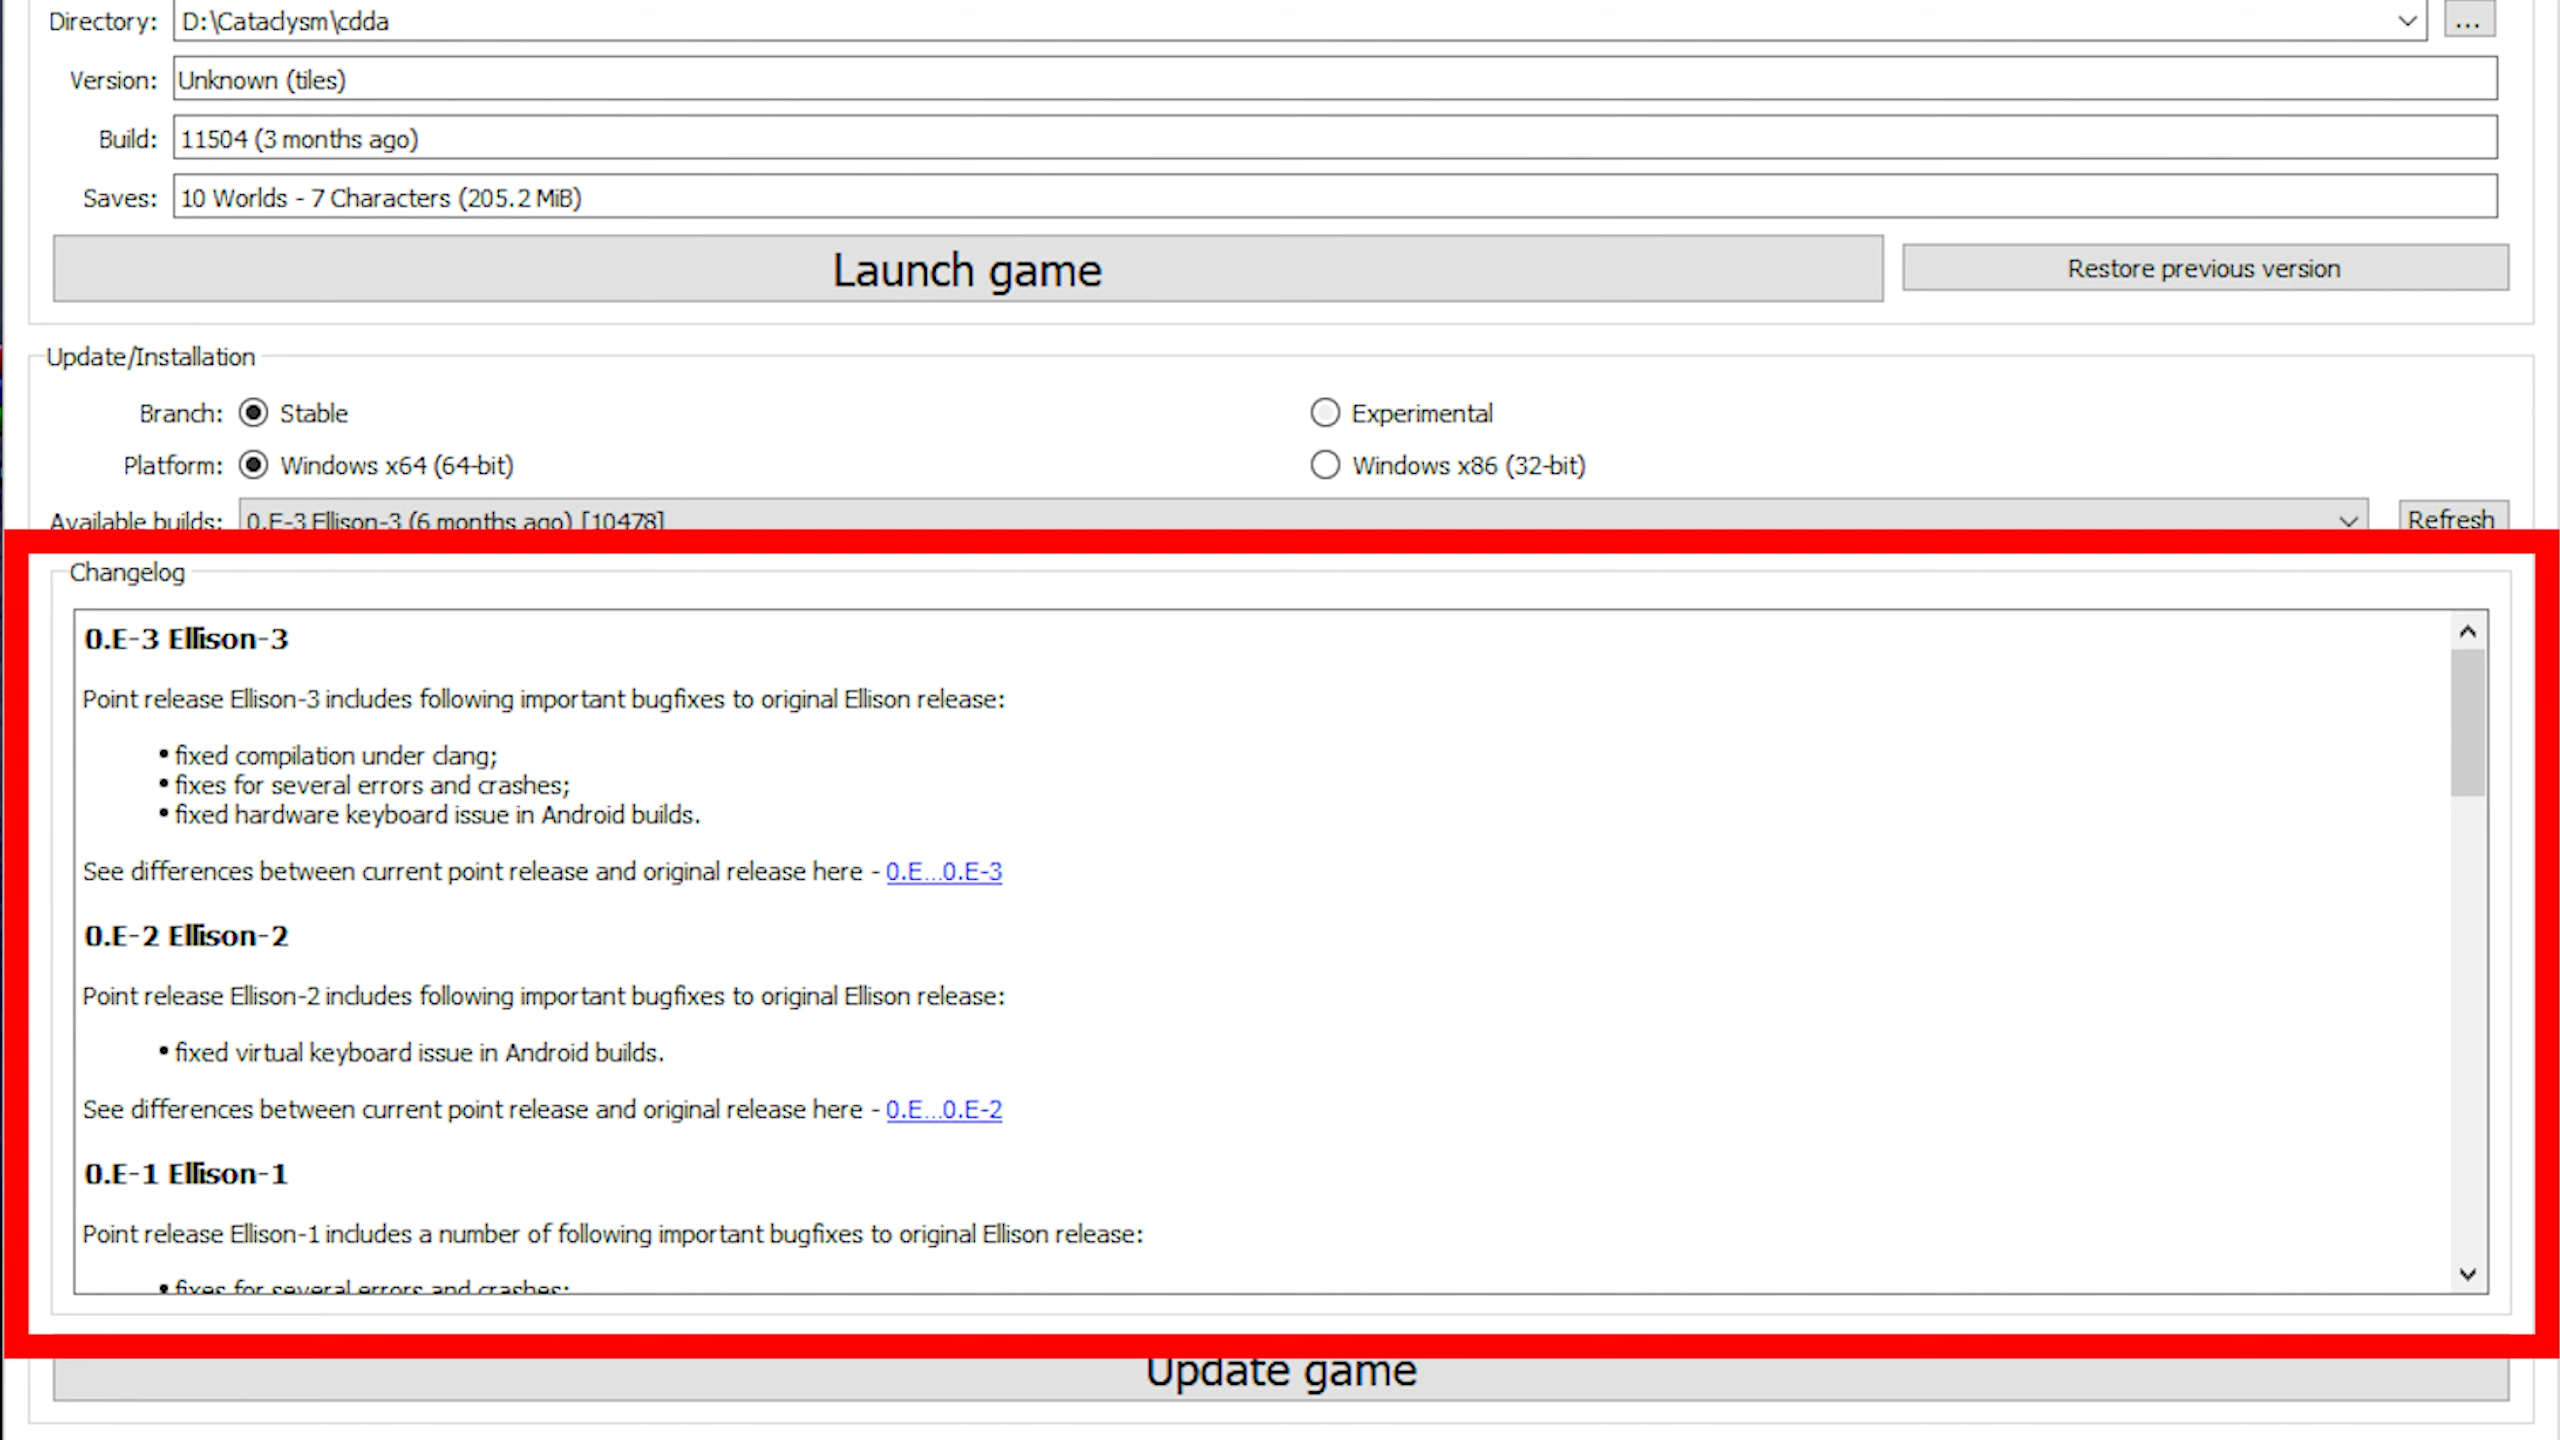 Directory: D:\Cataclysm\cdda ...
Version: Unknown (tiles)
Build: 11504 (3 months ago)
Saves: 10 Worlds - 7 Characters (205.2 MiB)
Launch game Restore previous version
Update/Installation
Branch: Stable Experimental
Platform: Windows x64 (64-bit) Windows x86 (32-bit)
Available builds: 0.E-3 Ellison-3 (6 months ago) [10478] Refresh
Changelog
0.E-3 Ellison-3
Point release Ellison-3 includes following important bugfixes to original Ellison release:
• fixed compilation under clang;
• fixes for several errors and crashes;
• fixed hardware keyboard issue in Android builds.
See differences between current point release and original release here - 0.E...0.E-3
0.E-2 Ellison-2
Point release Ellison-2 includes following important bugfixes to original Ellison release:
• fixed virtual keyboard issue in Android builds.
See differences between current point release and original release here - 0.E...0.E-2
0.E-1 Ellison-1
Point release Ellison-1 includes a number of following important bugfixes to original Ellison release:
• fixes for several errors and crashes;
Update game